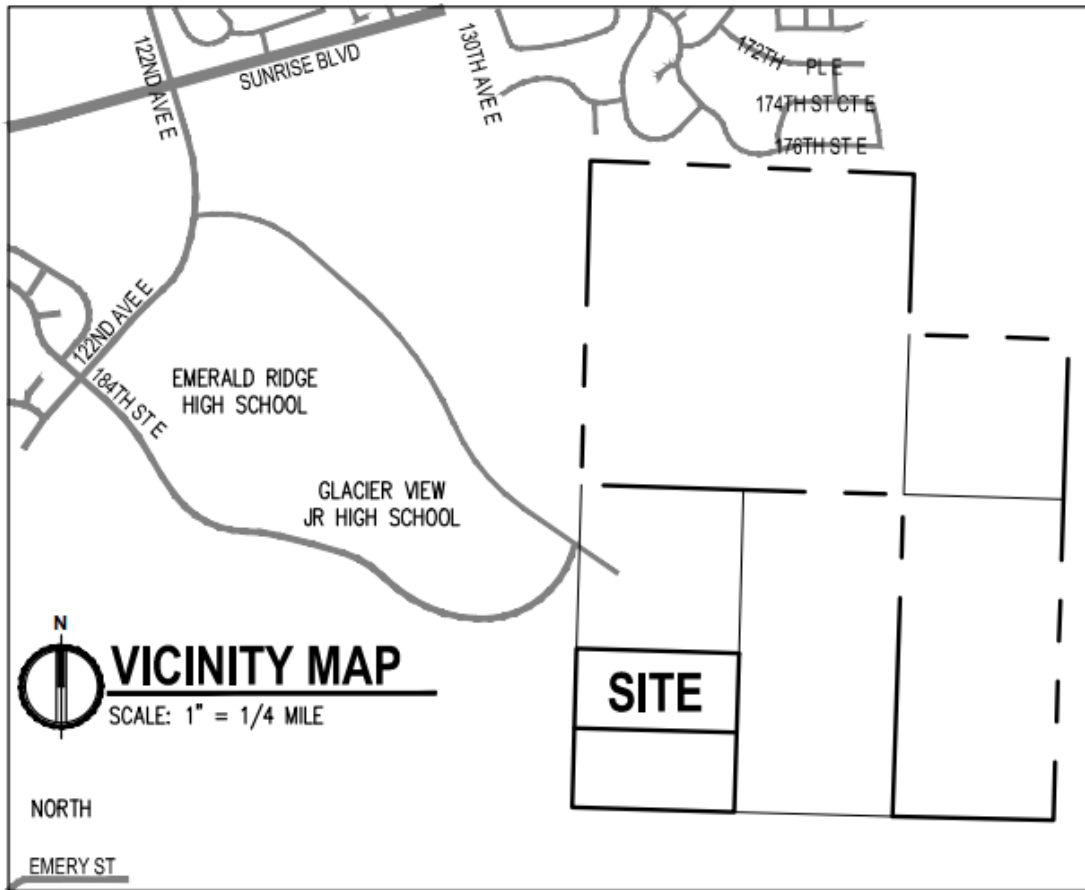 122ND AVE E
SUNRISE BLVD
130TH AVE E
172TH
PL E
174TH ST CT E
176TH ST E
122ND AVE E
184TH ST E
EMERALD RIDGE
HIGH SCHOOL
GLACIER VIEW
JR HIGH SCHOOL
N
VICINITY MAP
SCALE: 1" = 1/4 MILE
SITE
NORTH
EMERY ST